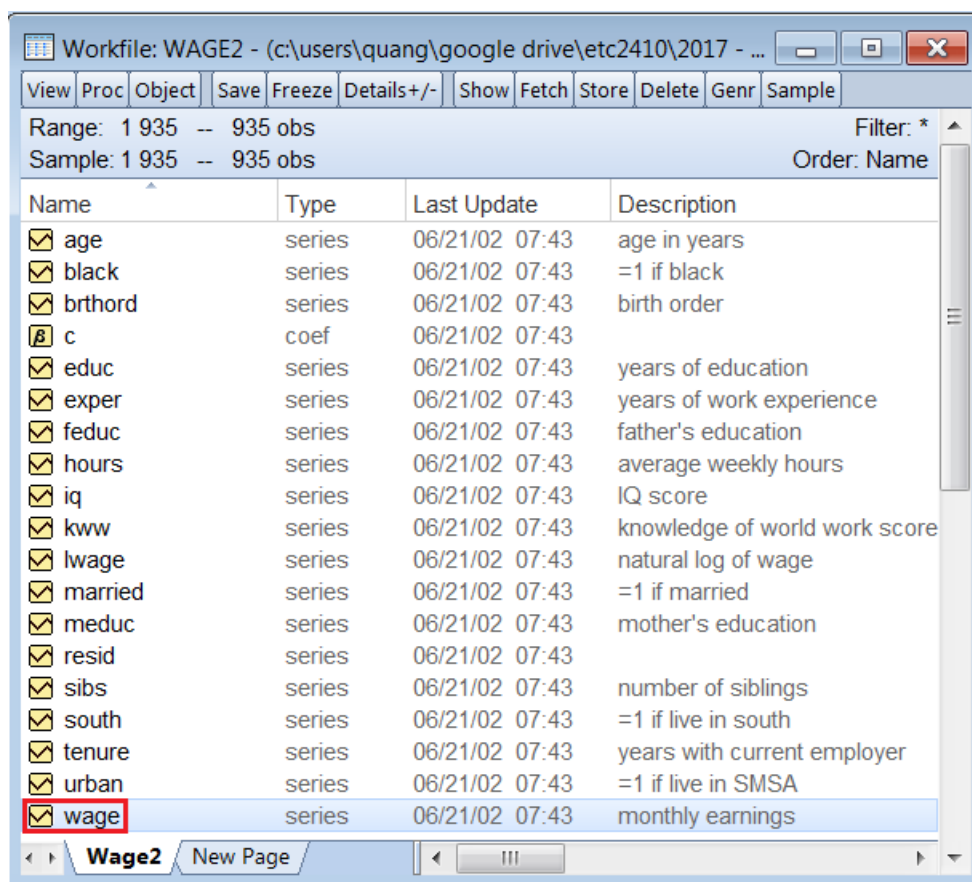 Workfile: WAGE2 - (c:\users\quang\google drive\etc2410\2017 - ...
View Proc Object Save Freeze Details+/- Show Fetch Store Delete Genr Sample
Range: 1 935 -- 935 obs Filter: *
Sample: 1 935 -- 935 obs Order: Name
Name Type Last Update Description
age series 06/21/02 07:43 age in years
black series 06/21/02 07:43 =1 if black
brthord series 06/21/02 07:43 birth order
β c coef 06/21/02 07:43
educ series 06/21/02 07:43 years of education
exper series 06/21/02 07:43 years of work experience
feduc series 06/21/02 07:43 father's education
hours series 06/21/02 07:43 average weekly hours
iq series 06/21/02 07:43 IQ score
kww series 06/21/02 07:43 knowledge of world work score
lwage series 06/21/02 07:43 natural log of wage
married series 06/21/02 07:43 =1 if married
meduc series 06/21/02 07:43 mother's education
resid series 06/21/02 07:43
sibs series 06/21/02 07:43 number of siblings
south series 06/21/02 07:43 =1 if live in south
tenure series 06/21/02 07:43 years with current employer
urban series 06/21/02 07:43 =1 if live in SMSA
wage series 06/21/02 07:43 monthly earnings
Wage2 New Page